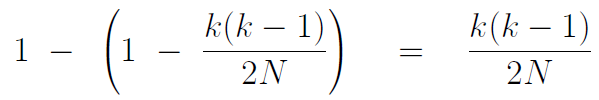 1 − (1 − k(k − 1)/2N) = k(k − 1)/2N